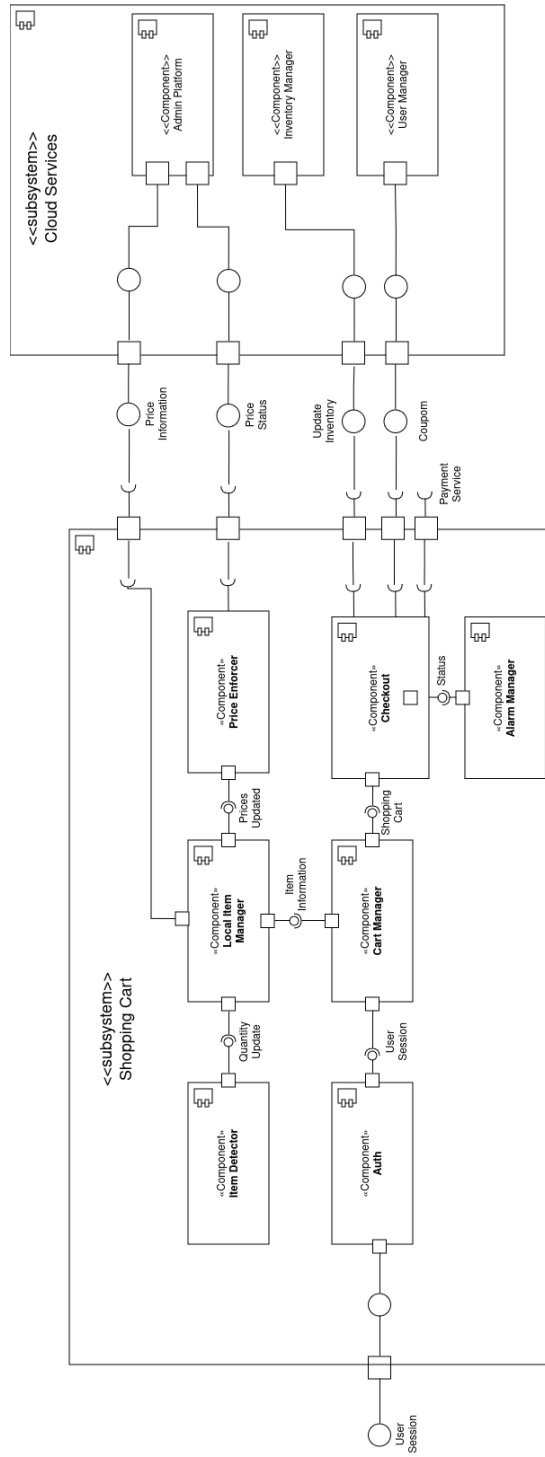 <<subsystem>>
Cloud Services
<<Component>>
Admin Platform
<<Component>>
Inventory Manager
<<Component>>
User Manager
Price
Information
Price
Status
Update
Inventory
Coupom
Payment
Service
<<subsystem>>
Shopping Cart
«Component»
Price Enforcer
«Component»
Checkout
Status
«Component»
Alarm Manager
Prices
Updated
Shopping
Cart
«Component»
Local Item
Manager
Item
Information
«Component»
Cart Manager
Quantity
Update
User
Session
«Component»
Item Detector
«Component»
Auth
User
Session